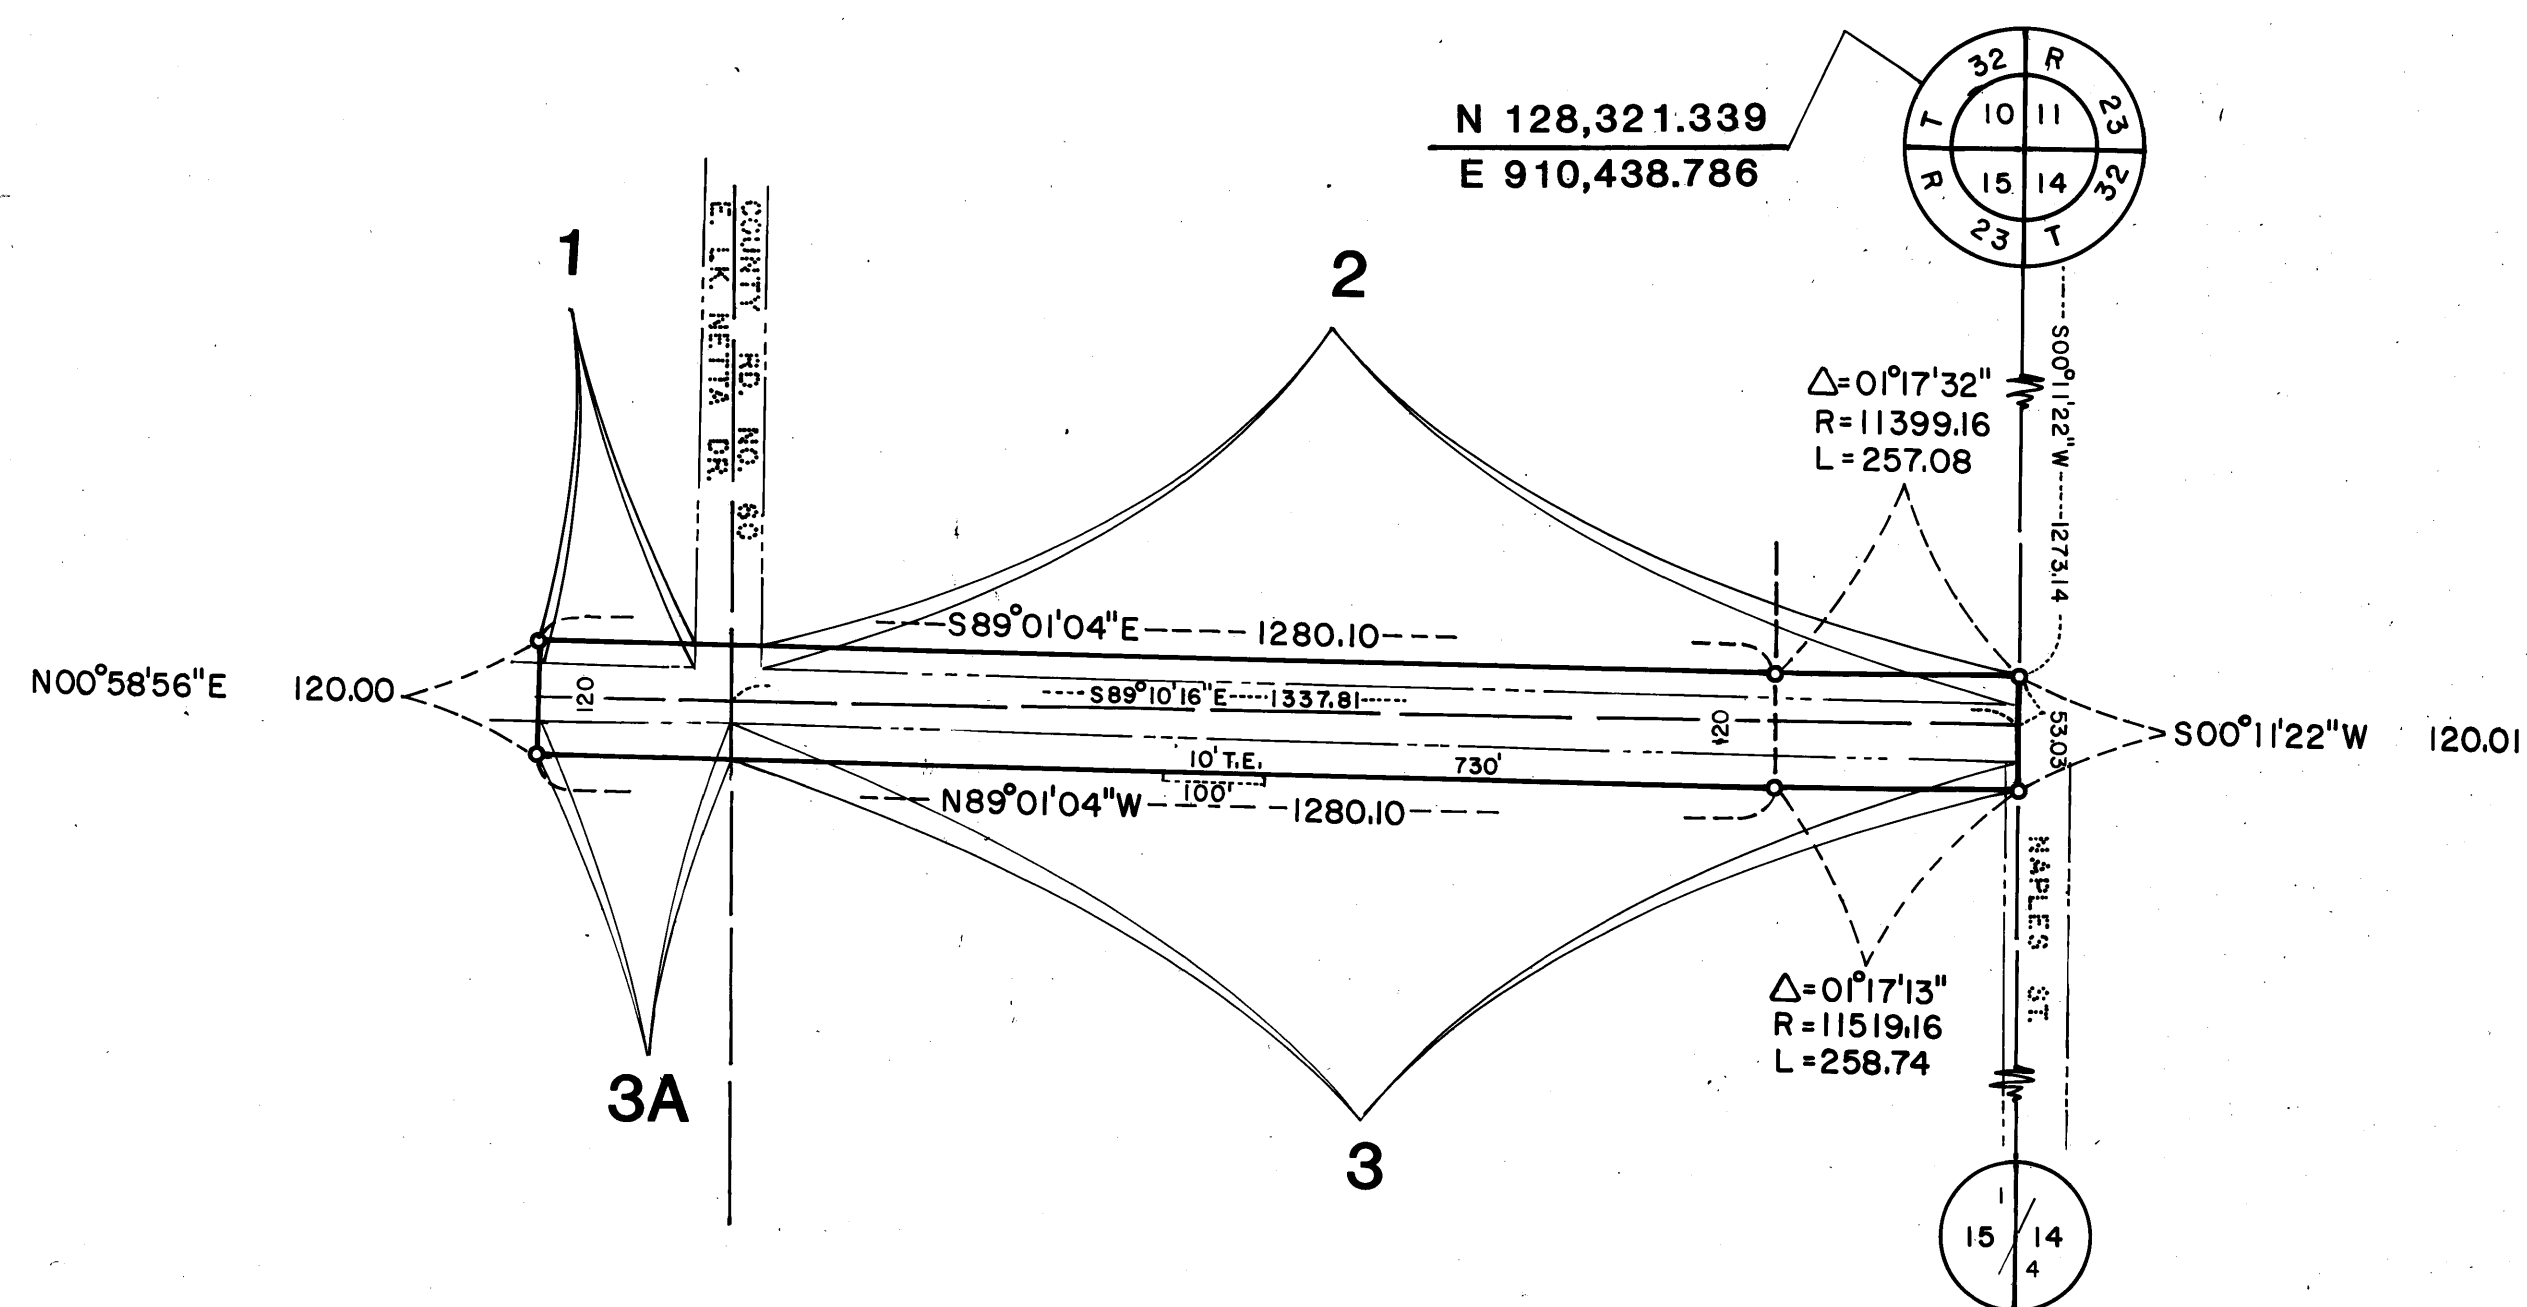 32 R
T 10 11 23
R 15 14 32
23 T
N 128,321.339
E 910,438.786
1
2
COUNTY RD. NO. 60
E. LK. NETTA DR.
S00°11'22"W 1273.14
Δ=01°17'32"
R=11399.16
L=257.08
S89°01'04"E 1280.10
N00°58'56"E 120.00
120
S89°10'16"E 1337.81
120
53.03
S00°11'22"W 120.01
10' T.E.
730'
100'
N89°01'04"W 1280.10
NAPLES ST.
Δ=01°17'13"
R=11519.16
L=258.74
3A
3
1
15 14
4